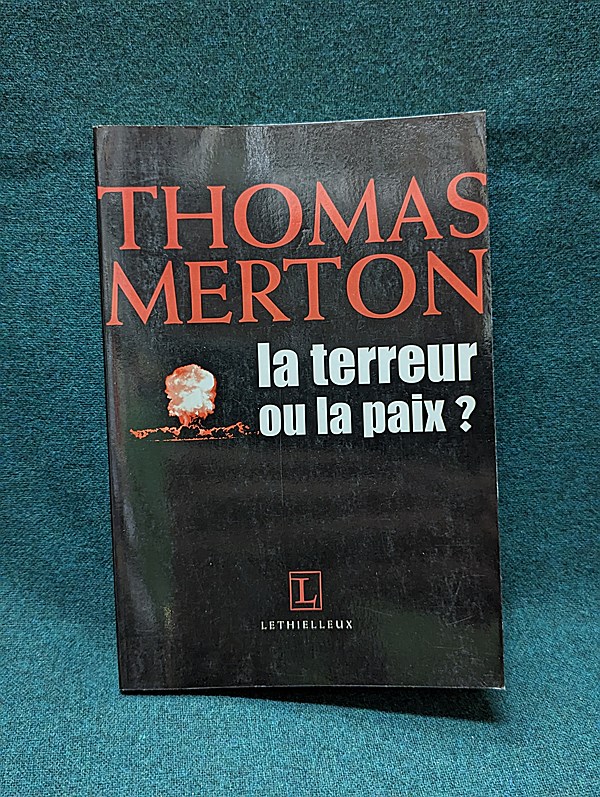 THOMAS
MERTON
la terreur
ou la paix ?
L
LETHIELLEUX